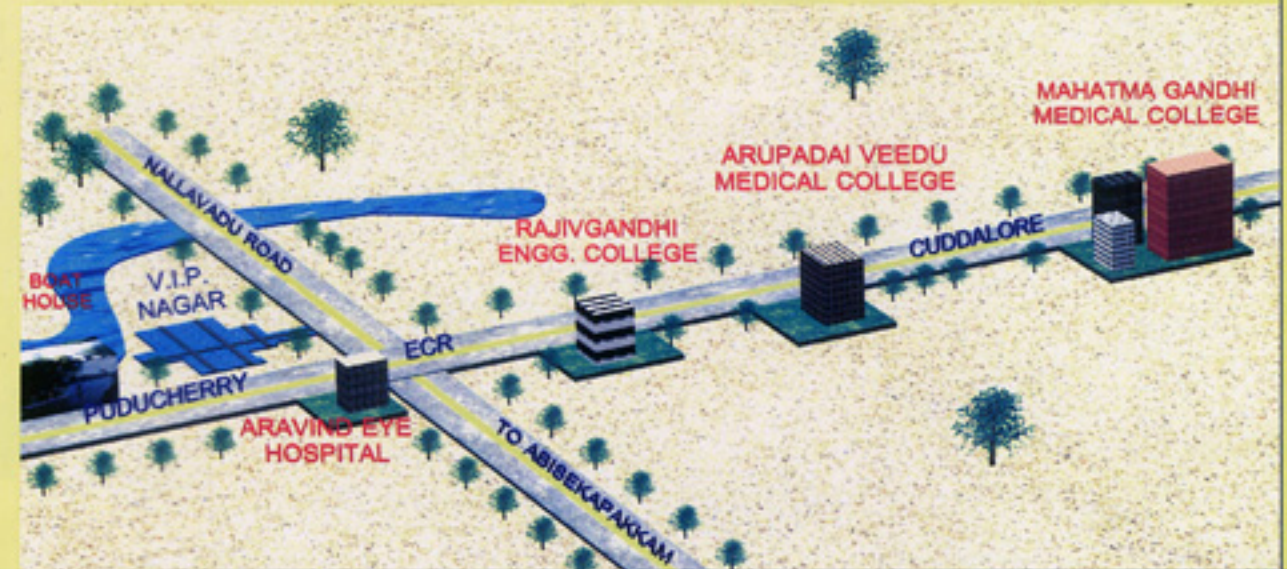 MAHATMA GANDHI
MEDICAL COLLEGE
ARUPADAI VEEDU
MEDICAL COLLEGE
NALLAVADU ROAD
RAJIVGANDHI
ENGG. COLLEGE
CUDDALORE
BOAT
HOUSE
V.I.P.
NAGAR
ECR
PUDUCHERRY
ARAVIND EYE
HOSPITAL
TO ABISEKAPAKKAM